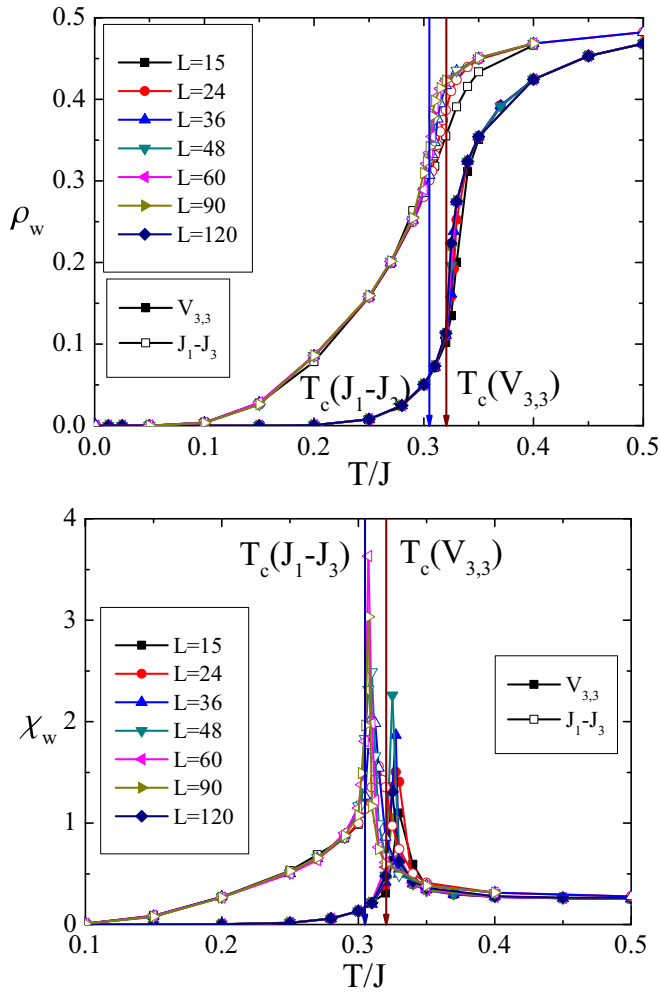 0.5
0.4
0.3
0.2
0.1
0.0
ρw
L=15
L=24
L=36
L=48
L=60
L=90
L=120
V3,3
J1-J3
Tc(J1-J3)
Tc(V3,3)
0.0 0.1 0.2 0.3 0.4 0.5
T/J
4
3
2
1
0
χw
Tc(J1-J3)
Tc(V3,3)
L=15
L=24
L=36
L=48
L=60
L=90
L=120
V3,3
J1-J3
0.1 0.2 0.3 0.4 0.5
T/J